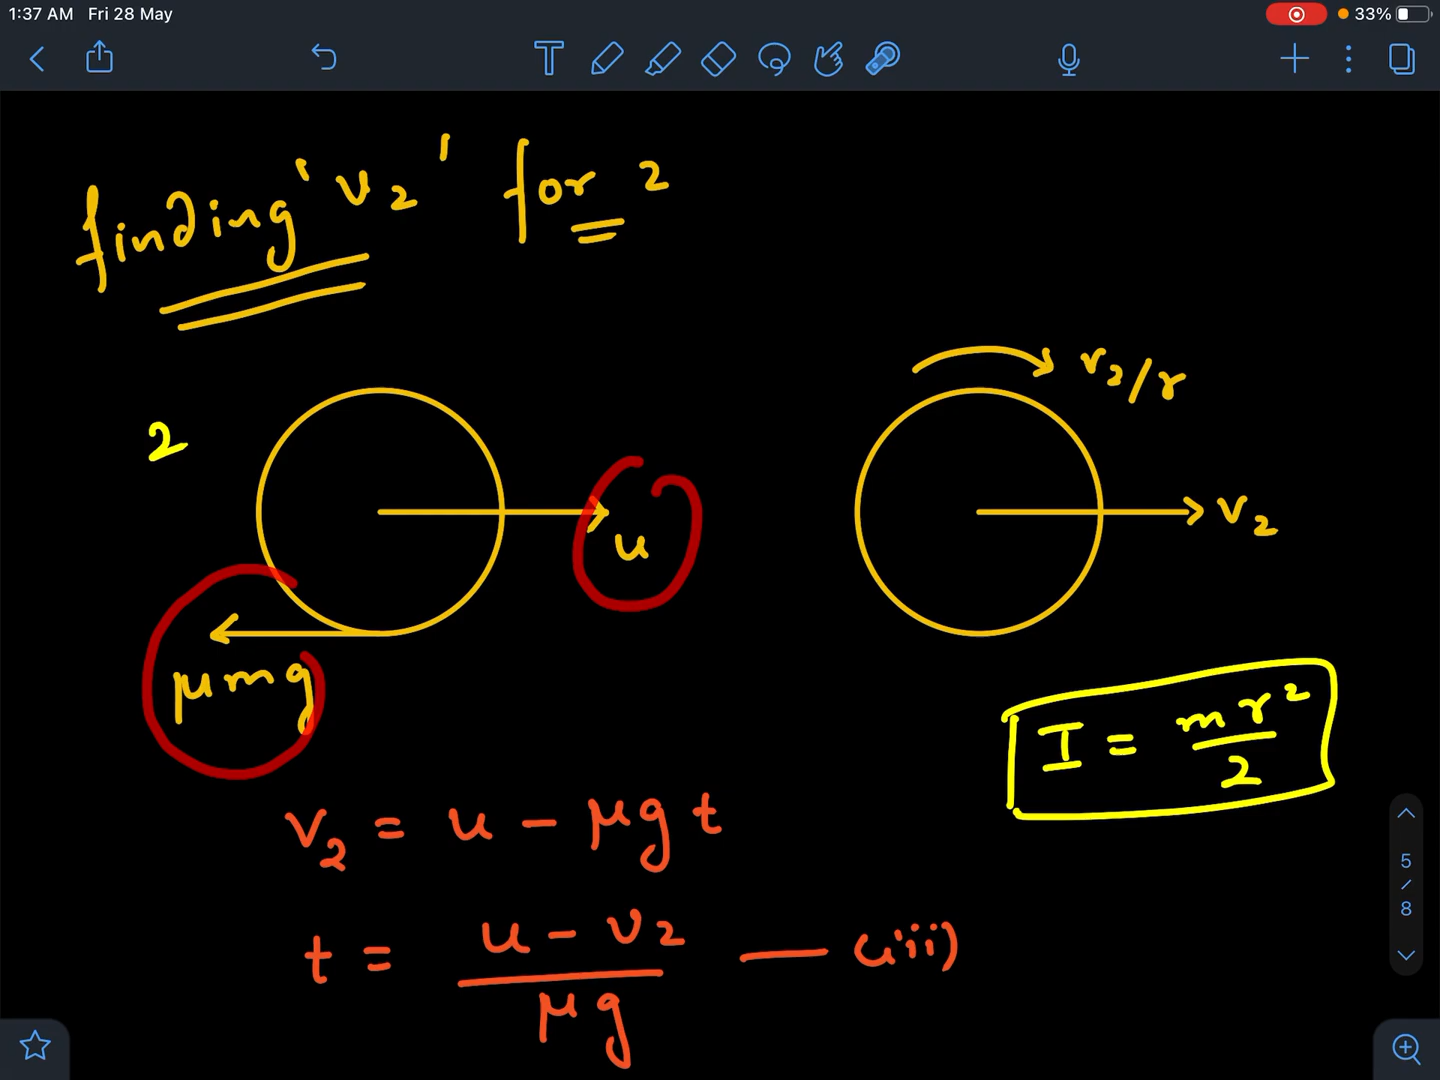 1:37 AM Fri 28 May
33%
finding 'v2' for 2
v2/r
2
u
v2
μmg
I = mr²/2
v2 = u - μgt
5
/
8
t = (u - v2)/μg — (iii)